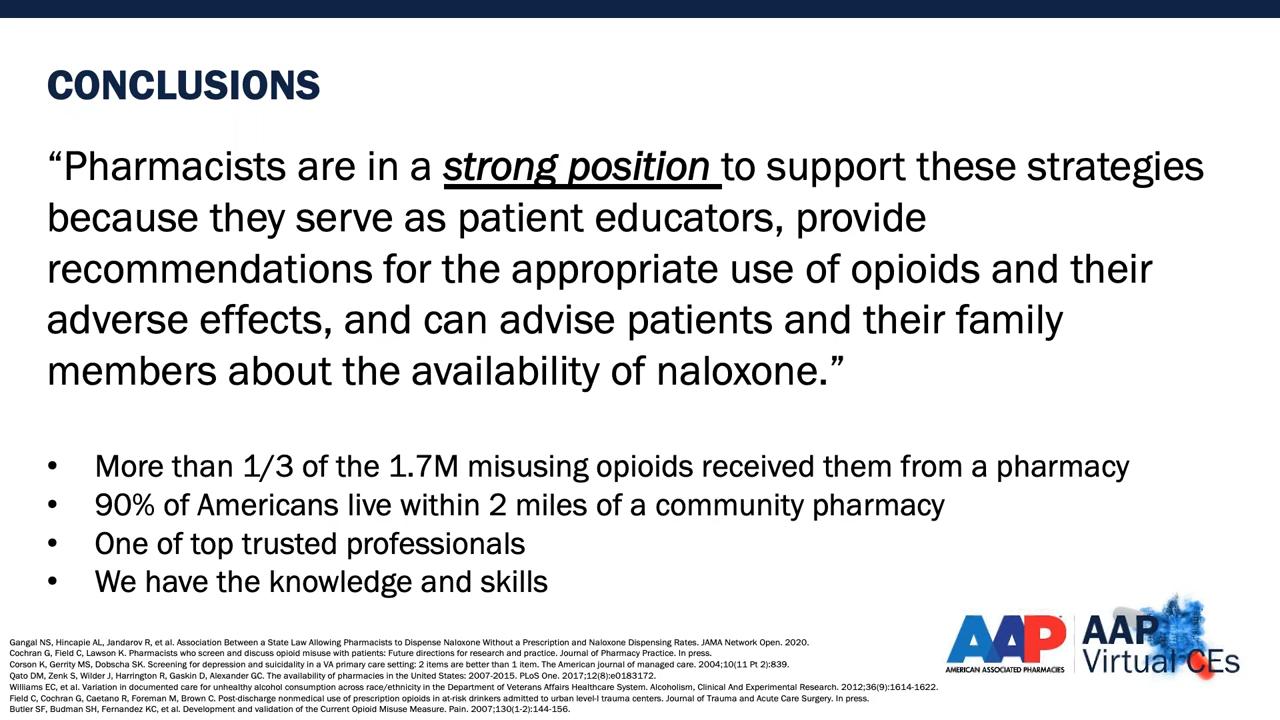 CONCLUSIONS
“Pharmacists are in a strong position to support these strategies
because they serve as patient educators, provide
recommendations for the appropriate use of opioids and their
adverse effects, and can advise patients and their family
members about the availability of naloxone.”
• More than 1/3 of the 1.7M misusing opioids received them from a pharmacy
• 90% of Americans live within 2 miles of a community pharmacy
• One of top trusted professionals
• We have the knowledge and skills
Gangal NS, Hincapie AL, Jandarov R, et al. Association Between a State Law Allowing Pharmacists to Dispense Naloxone Without a Prescription and Naloxone Dispensing Rates. JAMA Network Open. 2020.
Cochran G, Field C, Lawson K. Pharmacists who screen and discuss opioid misuse with patients: Future directions for research and practice. Journal of Pharmacy Practice. In press.
Corson K, Gerrity MS, Dobscha SK. Screening for depression and suicidality in a VA primary care setting: 2 items are better than 1 item. The American journal of managed care. 2004;10(11 Pt 2):839.
Qato DM, Zenk S, Wilder J, Harrington R, Gaskin D, Alexander GC. The availability of pharmacies in the United States: 2007-2015. PLoS One. 2017;12(8):e0183172.
Williams EC, et al. Variation in documented care for unhealthy alcohol consumption across race/ethnicity in the Department of Veterans Affairs Healthcare System. Alcoholism, Clinical And Experimental Research. 2012;36(9):1614-1622.
Field C, Cochran G, Caetano R, Foreman M, Brown C. Post-discharge nonmedical use of prescription opioids in at-risk drinkers admitted to urban level-I trauma centers. Journal of Trauma and Acute Care Surgery. In press.
Butler SF, Budman SH, Fernandez KC, et al. Development and validation of the Current Opioid Misuse Measure. Pain. 2007;130(1-2):144-156.
AAP
AMERICAN ASSOCIATED PHARMACIES
AAP
Virtual CEs